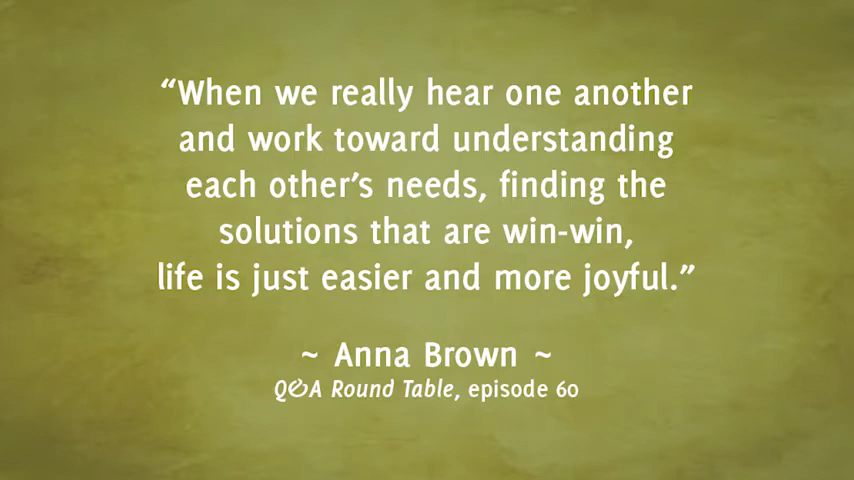 “When we really hear one another
and work toward understanding
each other’s needs, finding the
solutions that are win-win,
life is just easier and more joyful.”
~ Anna Brown ~
Q&A Round Table, episode 60